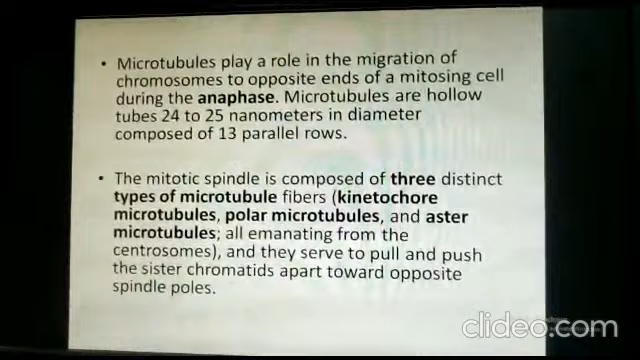 • Microtubules play a role in the migration of
chromosomes to opposite ends of a mitosing cell
during the anaphase. Microtubules are hollow
tubes 24 to 25 nanometers in diameter
composed of 13 parallel rows.
• The mitotic spindle is composed of three distinct
types of microtubule fibers (kinetochore
microtubules, polar microtubules, and aster
microtubules; all emanating from the
centrosomes), and they serve to pull and push
the sister chromatids apart toward opposite
spindle poles.
clideo.com